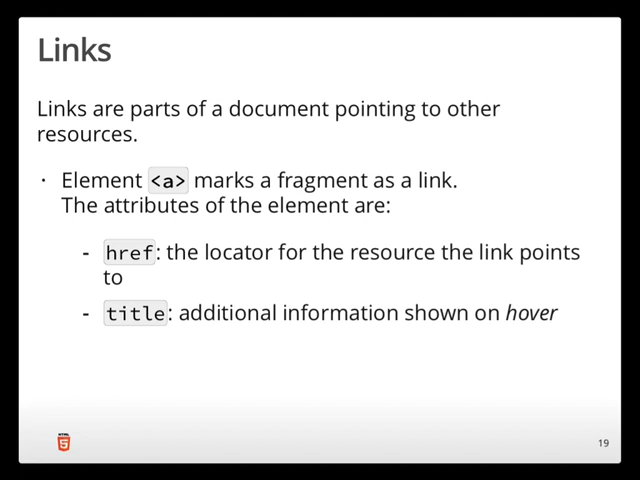 Links
Links are parts of a document pointing to other
resources.
· Element <a> marks a fragment as a link.
The attributes of the element are:
- href: the locator for the resource the link points
to
- title: additional information shown on hover
HTML
5
19